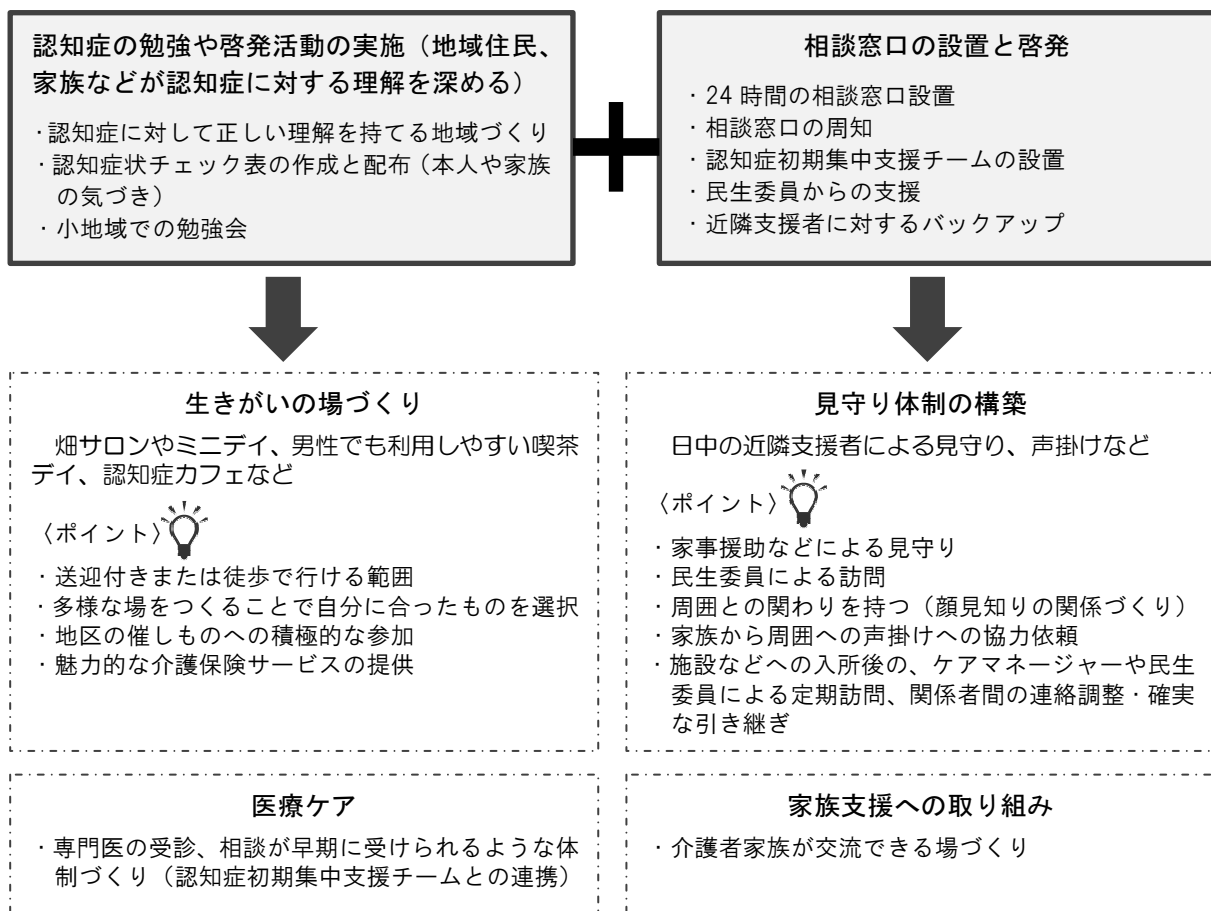 認知症の勉強や啓発活動の実施（地域住民、
家族などが認知症に対する理解を深める）
・認知症に対して正しい理解を持てる地域づくり
・認知症状チェック表の作成と配布（本人や家族
の気づき）
・小地域での勉強会
相談窓口の設置と啓発
・24時間の相談窓口設置
・相談窓口の周知
・認知症初期集中支援チームの設置
・民生委員からの支援
・近隣支援者に対するバックアップ
生きがいの場づくり
畑サロンやミニデイ、男性でも利用しやすい喫茶
デイ、認知症カフェなど
〈ポイント〉
・送迎付きまたは徒歩で行ける範囲
・多様な場をつくることで自分に合ったものを選択
・地区の催しものへの積極的な参加
・魅力的な介護保険サービスの提供
見守り体制の構築
日中の近隣支援者による見守り、声掛けなど
〈ポイント〉
・家事援助などによる見守り
・民生委員による訪問
・周囲との関わりを持つ（顔見知りの関係づくり）
・家族から周囲への声掛けへの協力依頼
・施設などへの入所後の、ケアマネージャーや民生
委員による定期訪問、関係者間の連絡調整・確実
な引き継ぎ
医療ケア
・専門医の受診、相談が早期に受けられるような体
制づくり（認知症初期集中支援チームとの連携）
家族支援への取り組み
・介護者家族が交流できる場づくり